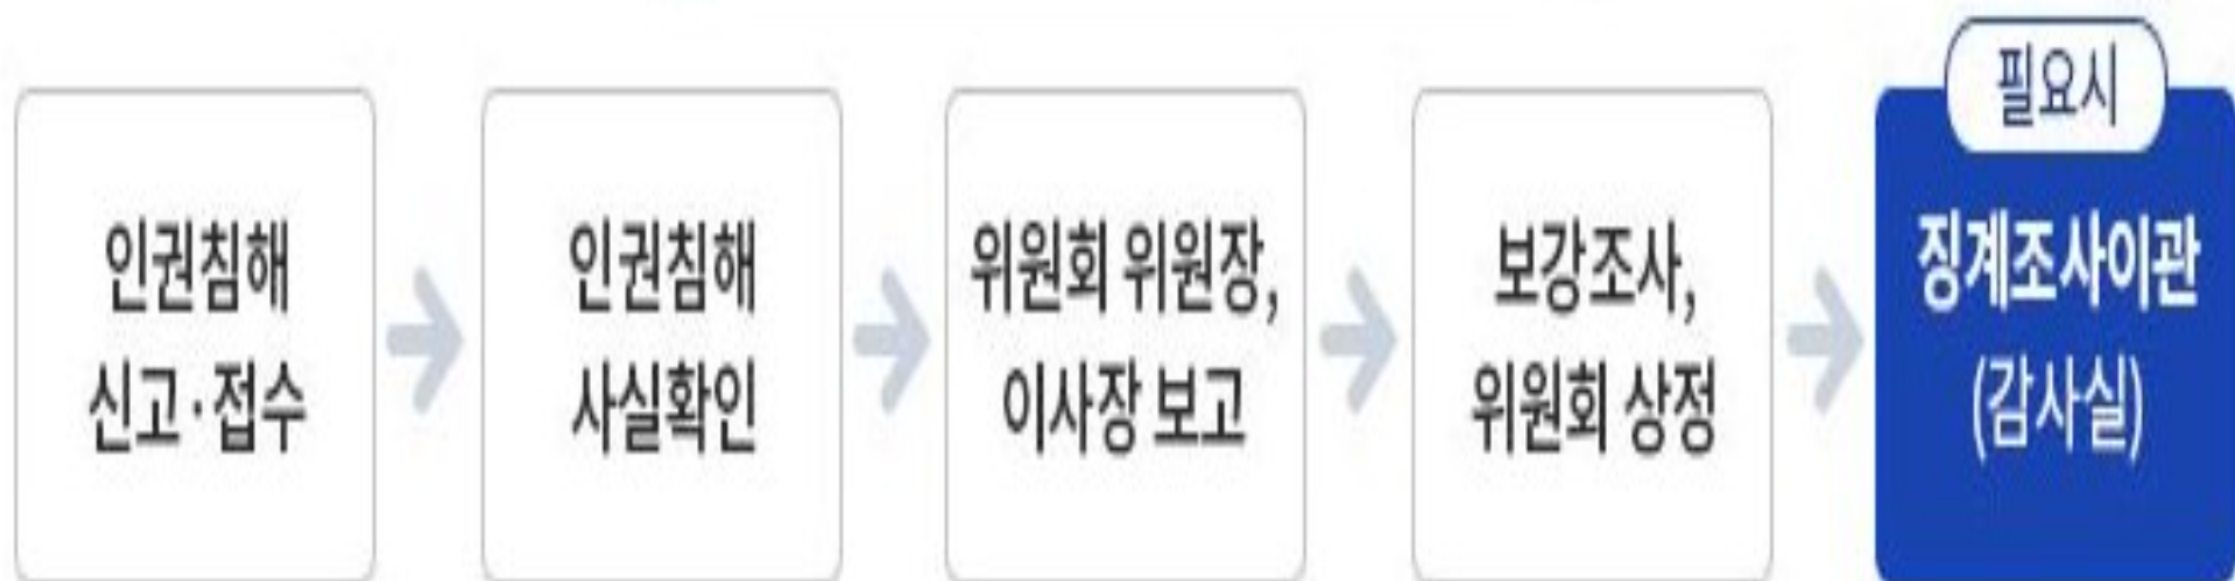 인권침해
신고·접수
인권침해
사실확인
위원회 위원장,
이사장 보고
보강조사,
위원회 상정
필요시
징계조사이관
(감사실)